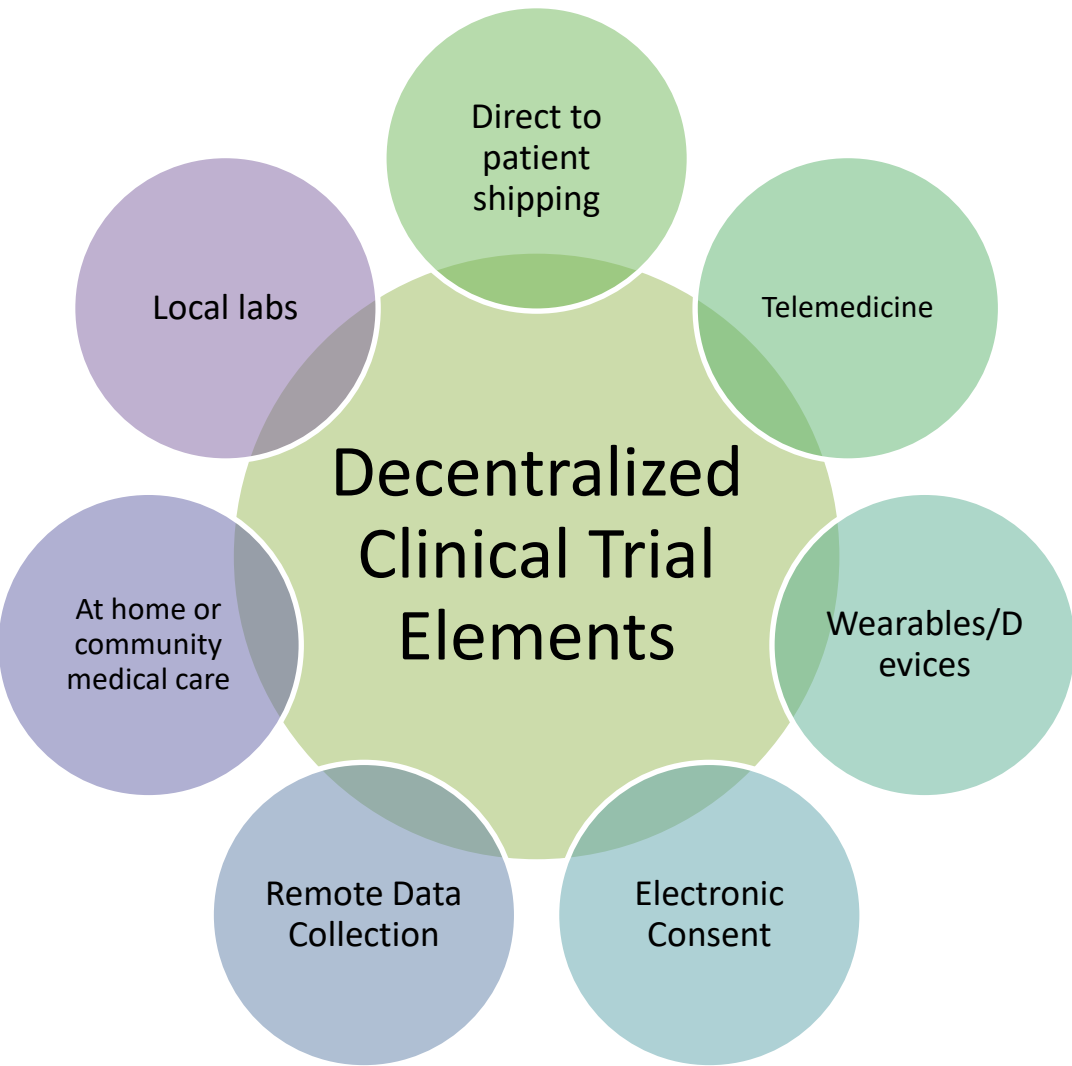 Direct to
patient
shipping
Telemedicine
Wearables/D
evices
Electronic
Consent
Remote Data
Collection
At home or
community
medical care
Local labs
Decentralized
Clinical Trial
Elements